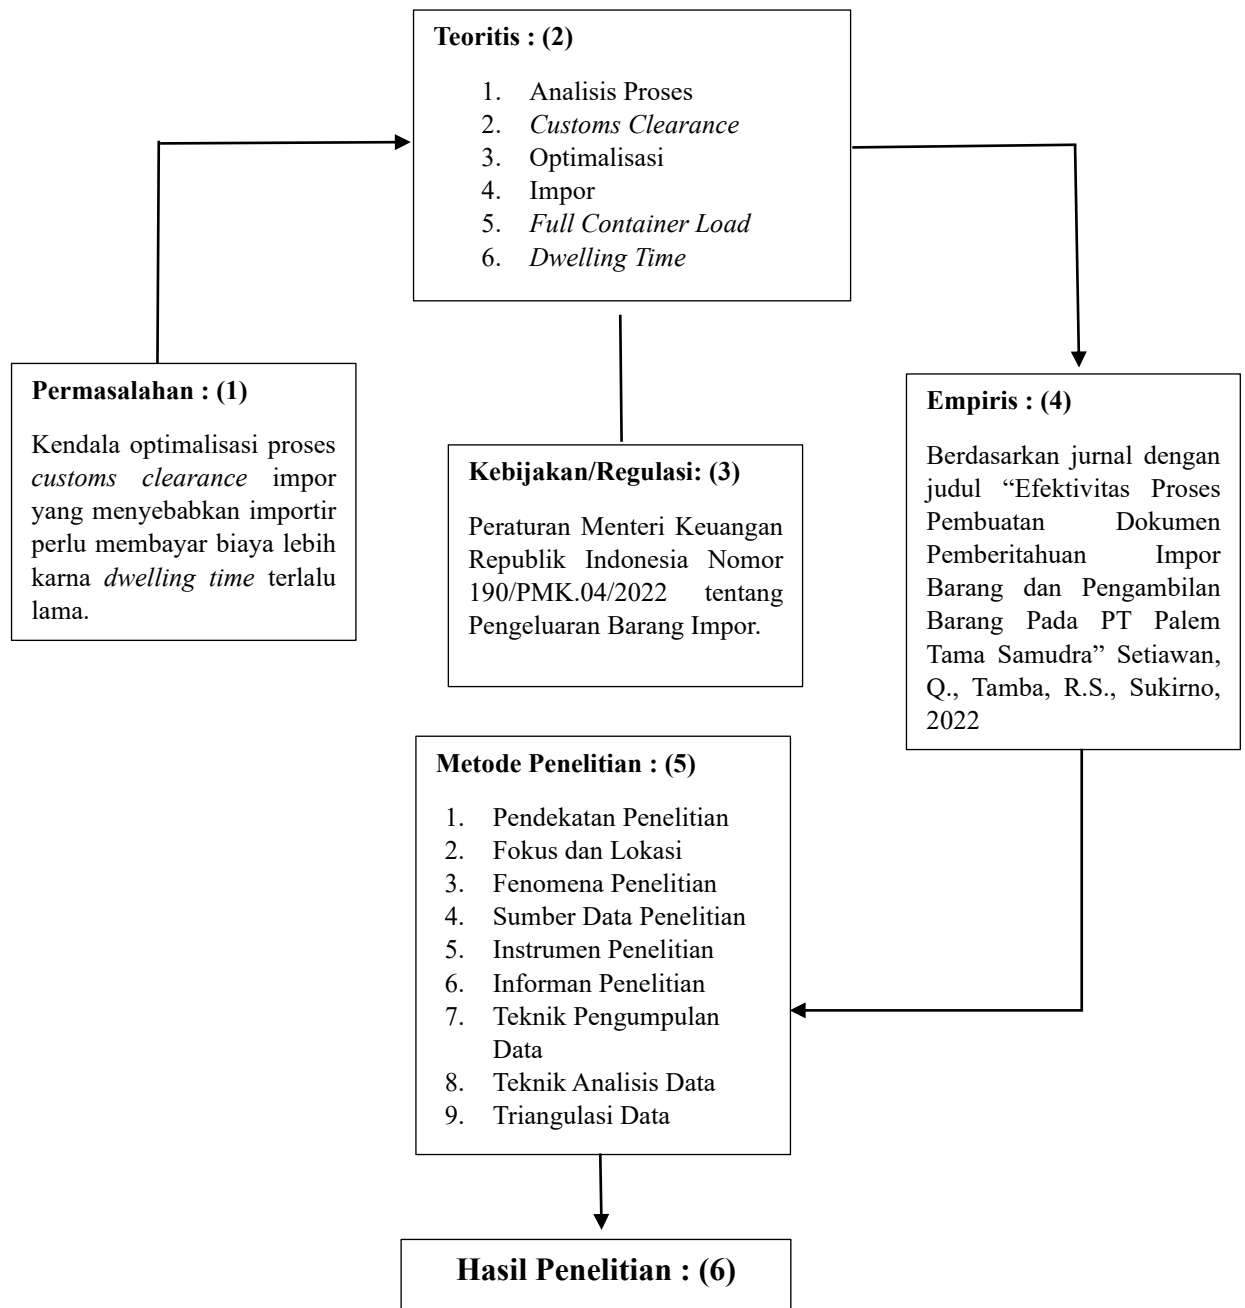 Teoritis : (2)
1. Analisis Proses
2. Customs Clearance
3. Optimalisasi
4. Impor
5. Full Container Load
6. Dwelling Time
Permasalahan : (1)
Kendala optimalisasi proses
customs clearance impor
yang menyebabkan importir
perlu membayar biaya lebih
karna dwelling time terlalu
lama.
Kebijakan/Regulasi: (3)
Peraturan Menteri Keuangan
Republik Indonesia Nomor
190/PMK.04/2022 tentang
Pengeluaran Barang Impor.
Empiris : (4)
Berdasarkan jurnal dengan
judul “Efektivitas Proses
Pembuatan Dokumen
Pemberitahuan Impor
Barang dan Pengambilan
Barang Pada PT Palem
Tama Samudra” Setiawan,
Q., Tamba, R.S., Sukirno,
2022
Metode Penelitian : (5)
1. Pendekatan Penelitian
2. Fokus dan Lokasi
3. Fenomena Penelitian
4. Sumber Data Penelitian
5. Instrumen Penelitian
6. Informan Penelitian
7. Teknik Pengumpulan
Data
8. Teknik Analisis Data
9. Triangulasi Data
Hasil Penelitian : (6)